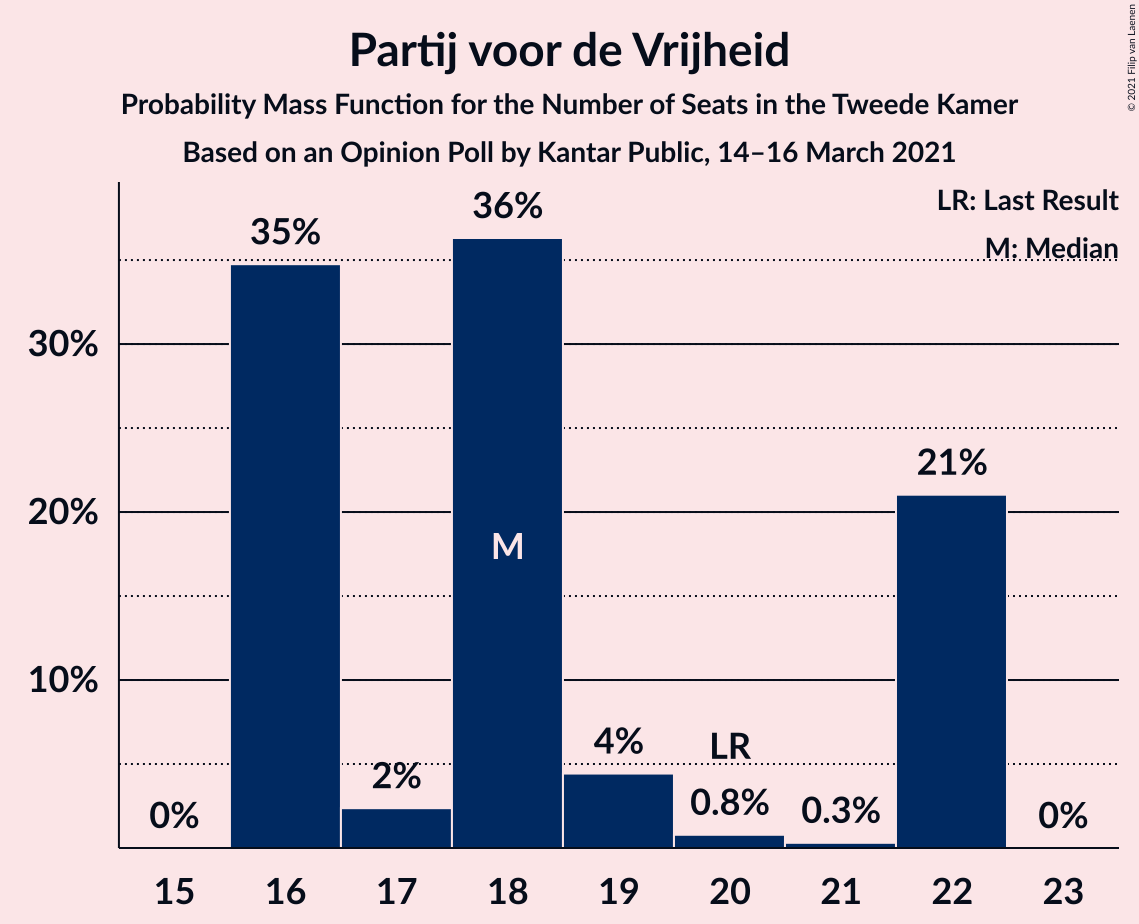 Partij voor de Vrijheid
Probability Mass Function for the Number of Seats in the Tweede Kamer
Based on an Opinion Poll by Kantar Public, 14–16 March 2021
© 2021 Filip van Laenen
LR: Last Result
M: Median
36%
35%
30%
21%
20%
M
10%
4%
LR
2%
0.8%
0.3%
0%
0%
15 16 17 18 19 20 21 22 23